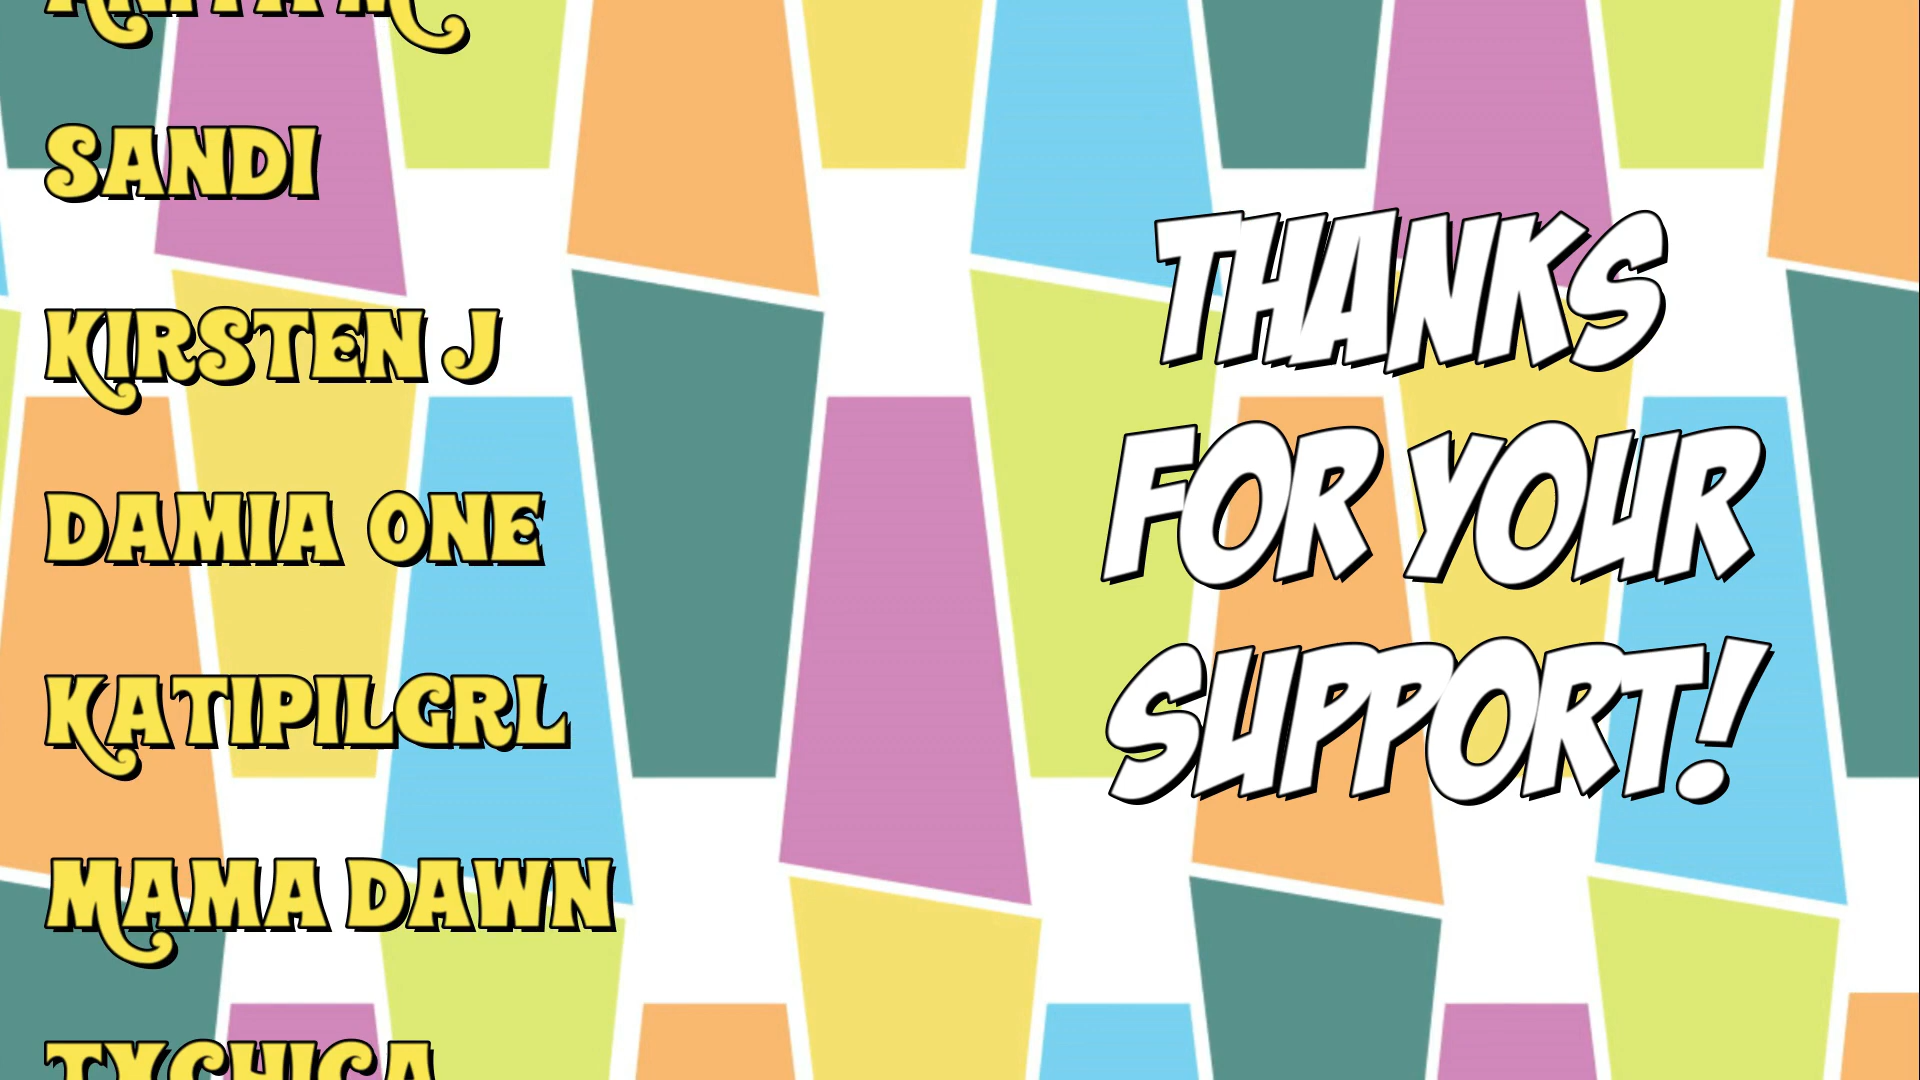 SANDI
KIRSTEN J
DAMIA ONE
KATIPILGRL
MAMA DAWN
THANKS
FOR YOUR
SUPPORT!